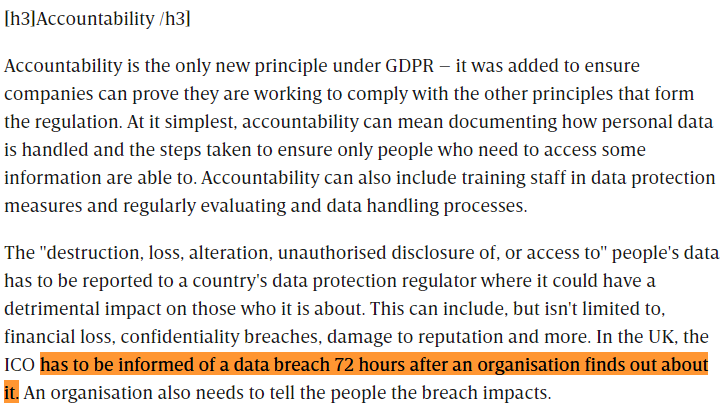 [h3]Accountability /h3]
Accountability is the only new principle under GDPR – it was added to ensure
companies can prove they are working to comply with the other principles that form
the regulation. At it simplest, accountability can mean documenting how personal data
is handled and the steps taken to ensure only people who need to access some
information are able to. Accountability can also include training staff in data protection
measures and regularly evaluating and data handling processes.
The "destruction, loss, alteration, unauthorised disclosure of, or access to" people's data
has to be reported to a country's data protection regulator where it could have a
detrimental impact on those who it is about. This can include, but isn't limited to,
financial loss, confidentiality breaches, damage to reputation and more. In the UK, the
ICO has to be informed of a data breach 72 hours after an organisation finds out about
it. An organisation also needs to tell the people the breach impacts.